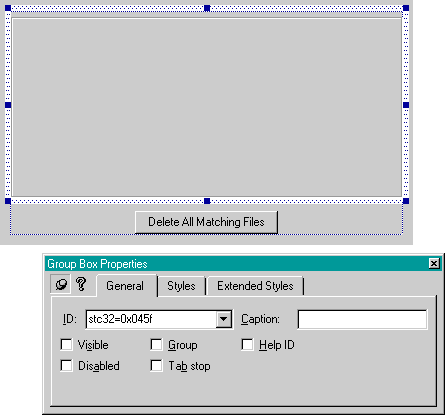 Delete All Matching Files
Group Box Properties
General Styles Extended Styles
ID: stc32=0x045f Caption:
Visible Group Help ID
Disabled Tab stop